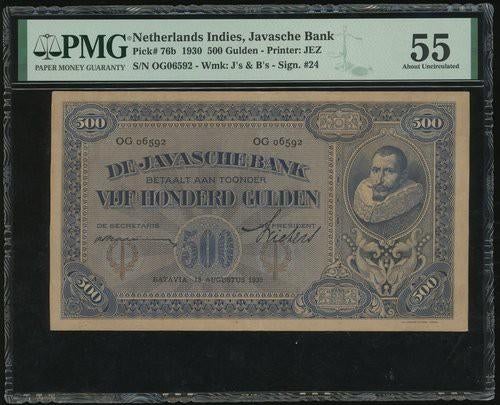 PMG
PAPER MONEY GUARANTY
Netherlands Indies, Javasche Bank
Pick# 76b 1930 500 Gulden - Printer: JEZ
S/N OG06592 - Wmk: J's & B's - Sign. #24
55
About Uncirculated
500
500
OG 06592
OG 06592
DE JAVASCHE BANK
BETAALT AAN TOONDER
VIJF HONDERD GULDEN
DE SECRETARIS
PRESIDENT
500
BATAVIA 18 AUGUSTUS 1930
500
500